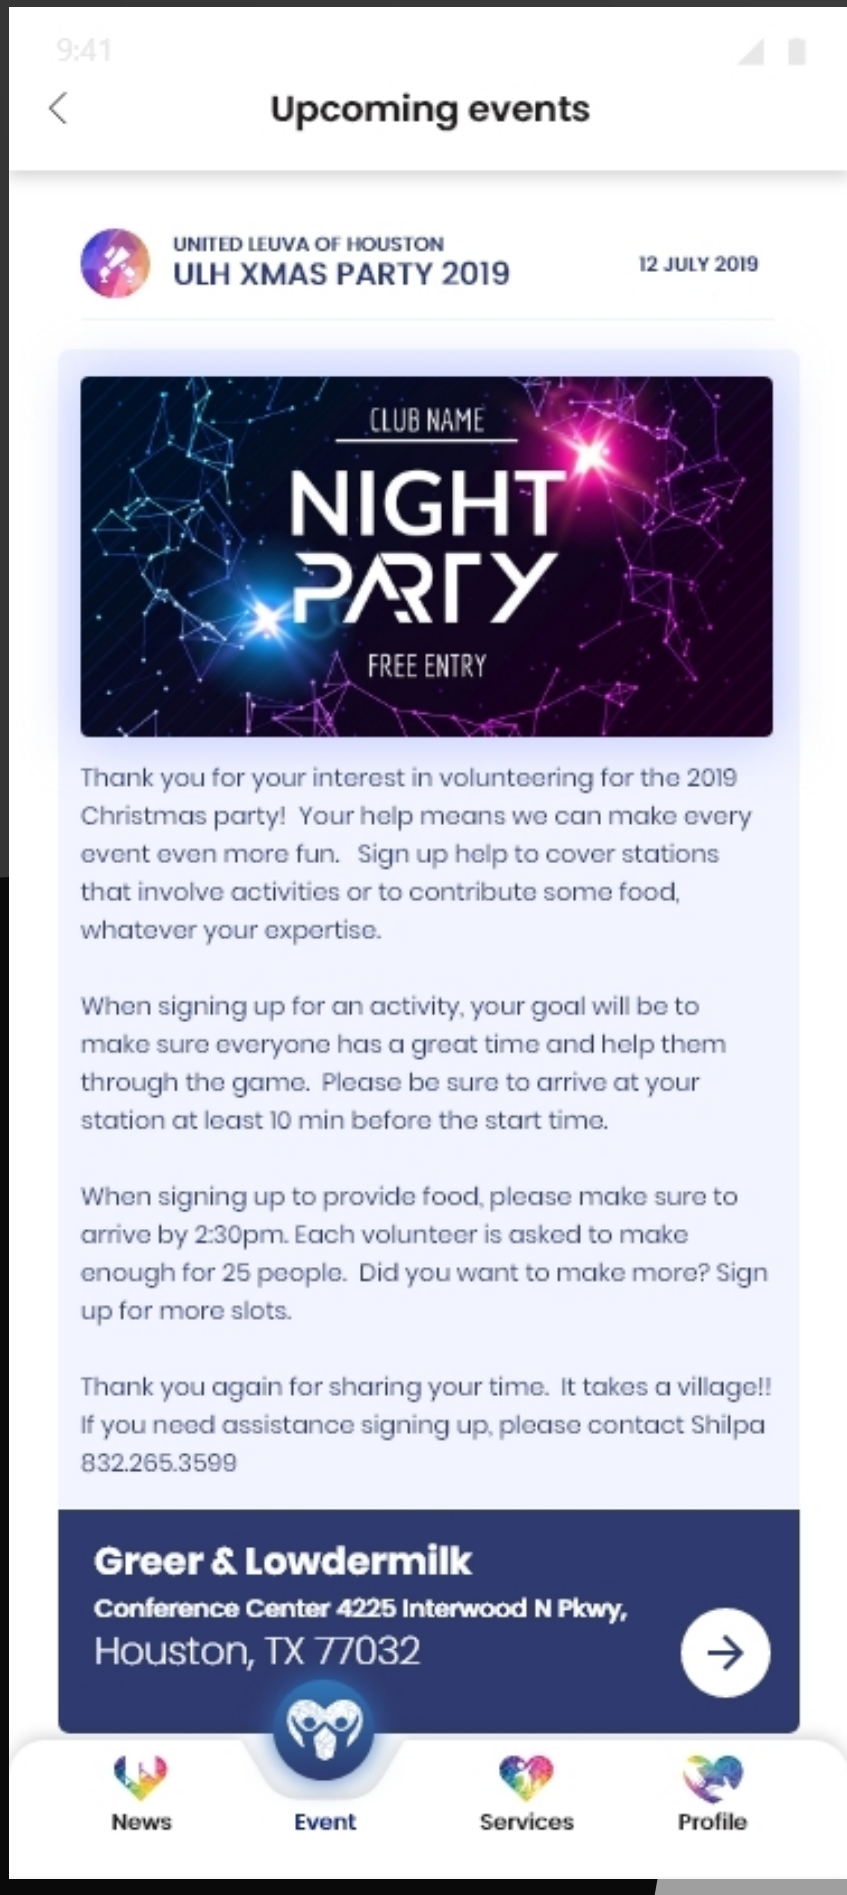 9:41
Upcoming events
UNITED LEUVA OF HOUSTON
ULH XMAS PARTY 2019
12 JULY 2019
CLUB NAME
NIGHT
PARTY
FREE ENTRY
Thank you for your interest in volunteering for the 2019
Christmas party!  Your help means we can make every
event even more fun.   Sign up help to cover stations
that involve activities or to contribute some food,
whatever your expertise.
When signing up for an activity, your goal will be to
make sure everyone has a great time and help them
through the game.  Please be sure to arrive at your
station at least 10 min before the start time.
When signing up to provide food, please make sure to
arrive by 2:30pm. Each volunteer is asked to make
enough for 25 people.  Did you want to make more? Sign
up for more slots.
Thank you again for sharing your time.  It takes a village!!
If you need assistance signing up, please contact Shilpa
832.265.3599
Greer & Lowdermilk
Conference Center 4225 Interwood N Pkwy,
Houston, TX 77032
News
Event
Services
Profile